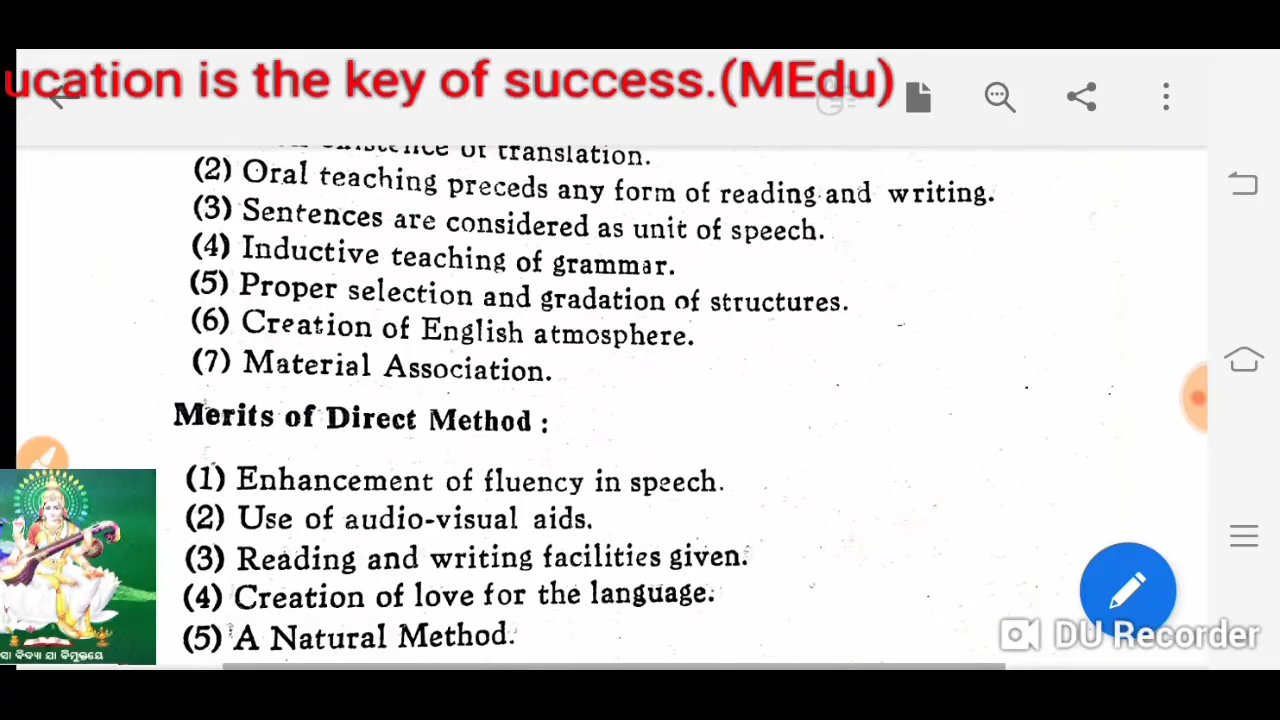 ucation is the key of success.(MEdu)
of translation.
(2) Oral teaching preceds any form of reading and writing.
(3) Sentences are considered as unit of speech.
(4) Inductive teaching of grammar.
(5) Proper selection and gradation of structures.
(6) Creation of English atmosphere.
(7) Material Association.
Merits of Direct Method :
(1) Enhancement of fluency in speech.
(2) Use of audio-visual aids.
(3) Reading and writing facilities given.
(4) Creation of love for the language.
(5) A Natural Method.
ସା ବିଦ୍ୟା ଯା ବିମୁକ୍ତୟେ
DU Recorder